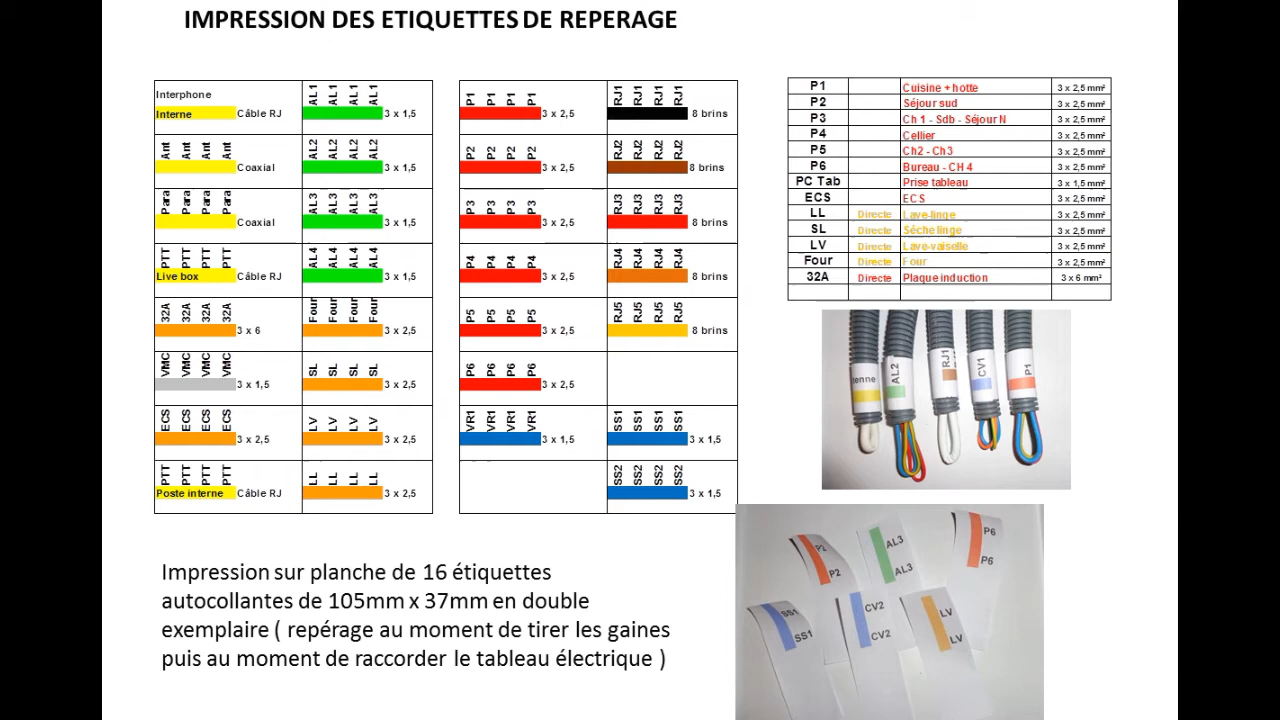 IMPRESSION DES ETIQUETTES DE REPERAGE
Interphone
Interne Câble RJ
AL1 AL1 AL1 AL1 3 x 1,5
Ant Ant Ant Ant Coaxial
AL2 AL2 AL2 AL2 3 x 1,5
Para Para Para Para Coaxial
AL3 AL3 AL3 AL3 3 x 1,5
PTT PTT PTT PTT
Live box Câble RJ
AL4 AL4 AL4 AL4 3 x 1,5
32A 32A 32A 32A 3 x 6
Four Four Four Four 3 x 2,5
VMC VMC VMC VMC 3 x 1,5
SL SL SL SL 3 x 2,5
ECS ECS ECS ECS 3 x 2,5
LV LV LV LV 3 x 2,5
PTT PTT PTT PTT
Poste interne Câble RJ
LL LL LL LL 3 x 2,5
P1 P1 P1 P1 3 x 2,5
RJ1 RJ1 RJ1 RJ1 8 brins
P2 P2 P2 P2 3 x 2,5
RJ2 RJ2 RJ2 RJ2 8 brins
P3 P3 P3 P3 3 x 2,5
RJ3 RJ3 RJ3 RJ3 8 brins
P4 P4 P4 P4 3 x 2,5
RJ4 RJ4 RJ4 RJ4 8 brins
P5 P5 P5 P5 3 x 2,5
RJ5 RJ5 RJ5 RJ5 8 brins
P6 P6 P6 P6 3 x 2,5
VR1 VR1 VR1 VR1 3 x 1,5
SS1 SS1 SS1 SS1 3 x 1,5
SS2 SS2 SS2 SS2 3 x 1,5
P1 Cuisine + hotte 3 x 2,5 mm²
P2 Séjour sud 3 x 2,5 mm²
P3 Ch 1 - Sdb - Séjour N 3 x 2,5 mm²
P4 Cellier 3 x 2,5 mm²
P5 Ch2 - Ch3 3 x 2,5 mm²
P6 Bureau - CH 4 3 x 2,5 mm²
PC Tab Prise tableau 3 x 1,5 mm²
ECS ECS 3 x 2,5 mm²
LL Directe Lave-linge 3 x 2,5 mm²
SL Directe Sèche linge 3 x 2,5 mm²
LV Directe Lave-vaiselle 3 x 2,5 mm²
Four Directe Four 3 x 2,5 mm²
32A Directe Plaque induction 3 x 6 mm²
tenne AL2 RJ1 CV1 P1
P2 P2 AL3 AL3 P6 P6
SS1 SS1 CV2 CV2 LV LV
Impression sur planche de 16 étiquettes
autocollantes de 105mm x 37mm en double
exemplaire ( repérage au moment de tirer les gaines
puis au moment de raccorder le tableau électrique )